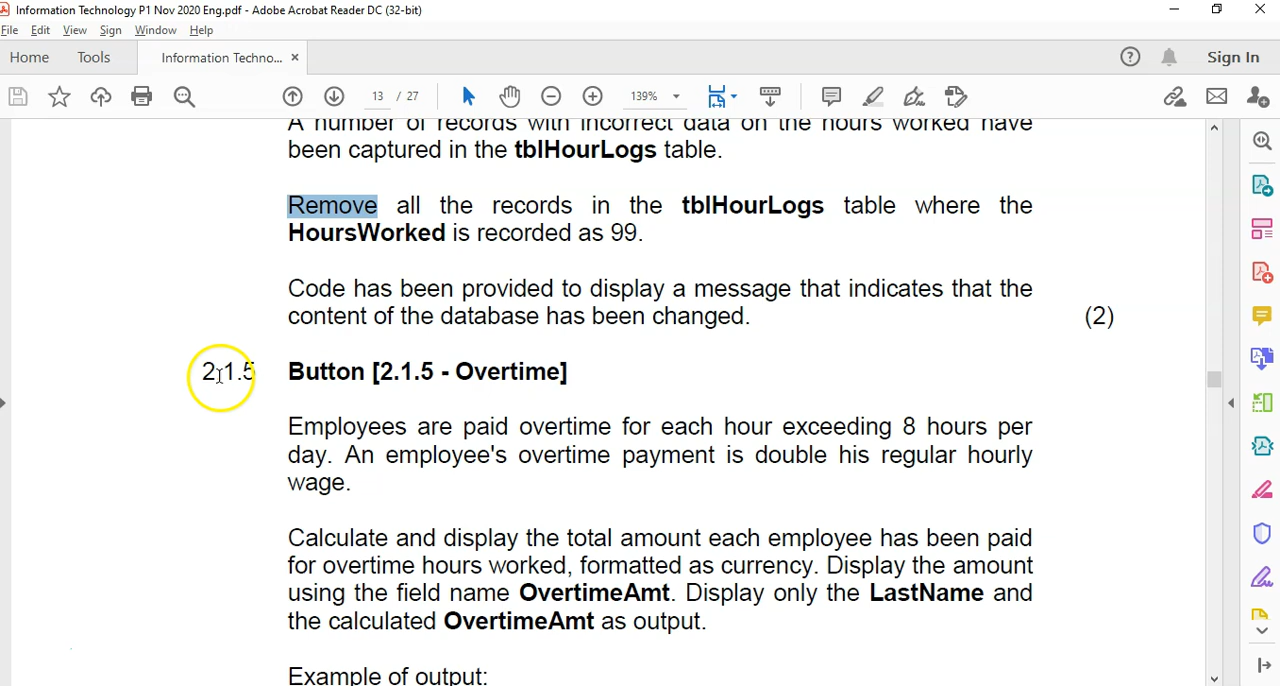 Information Technology P1 Nov 2020 Eng.pdf - Adobe Acrobat Reader DC (32-bit)
File Edit View Sign Window Help
Home Tools Information Techno... × Sign In
13 / 27 139%
A number of records with incorrect data on the hours worked have
been captured in the tblHourLogs table.
Remove all the records in the tblHourLogs table where the
HoursWorked is recorded as 99.
Code has been provided to display a message that indicates that the
content of the database has been changed. (2)
2.1.5 Button [2.1.5 - Overtime]
Employees are paid overtime for each hour exceeding 8 hours per
day. An employee's overtime payment is double his regular hourly
wage.
Calculate and display the total amount each employee has been paid
for overtime hours worked, formatted as currency. Display the amount
using the field name OvertimeAmt. Display only the LastName and
the calculated OvertimeAmt as output.
Example of output: